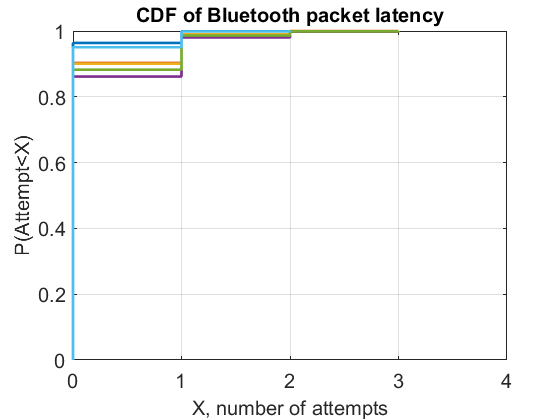 CDF of Bluetooth packet latency
1
0.8
0.6
0.4
0.2
0
P(Attempt<X)
0 1 2 3 4
X, number of attempts